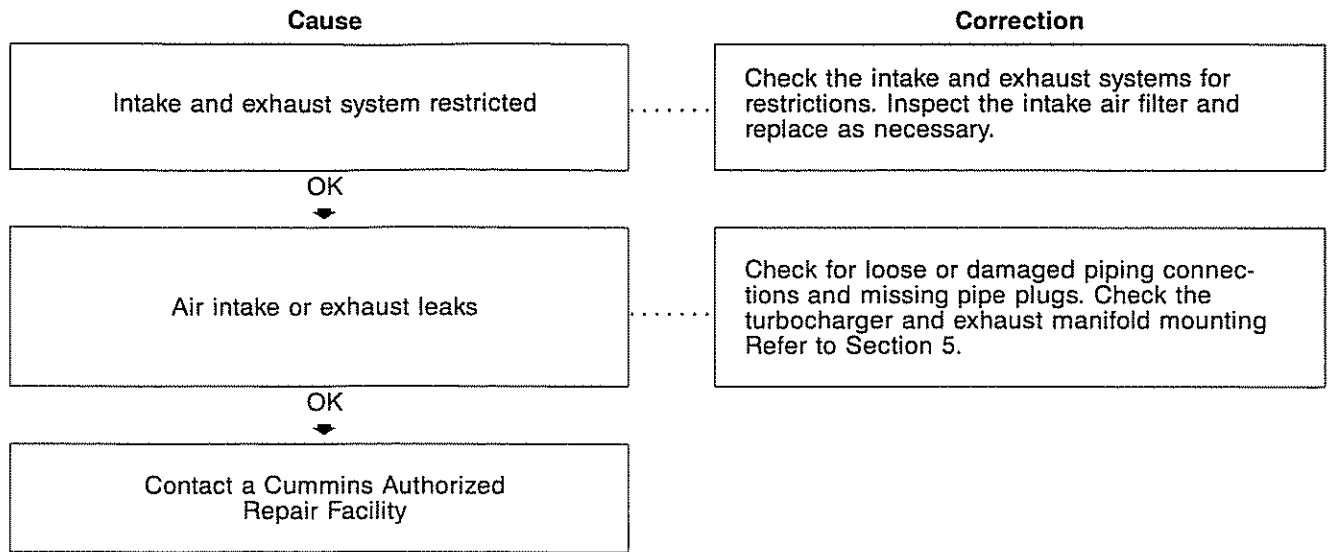 Cause
Correction
Intake and exhaust system restricted
.......
Check the intake and exhaust systems for
restrictions. Inspect the intake air filter and
replace as necessary.
OK
Air intake or exhaust leaks
.......
Check for loose or damaged piping connec-
tions and missing pipe plugs. Check the
turbocharger and exhaust manifold mounting
Refer to Section 5.
OK
Contact a Cummins Authorized
Repair Facility